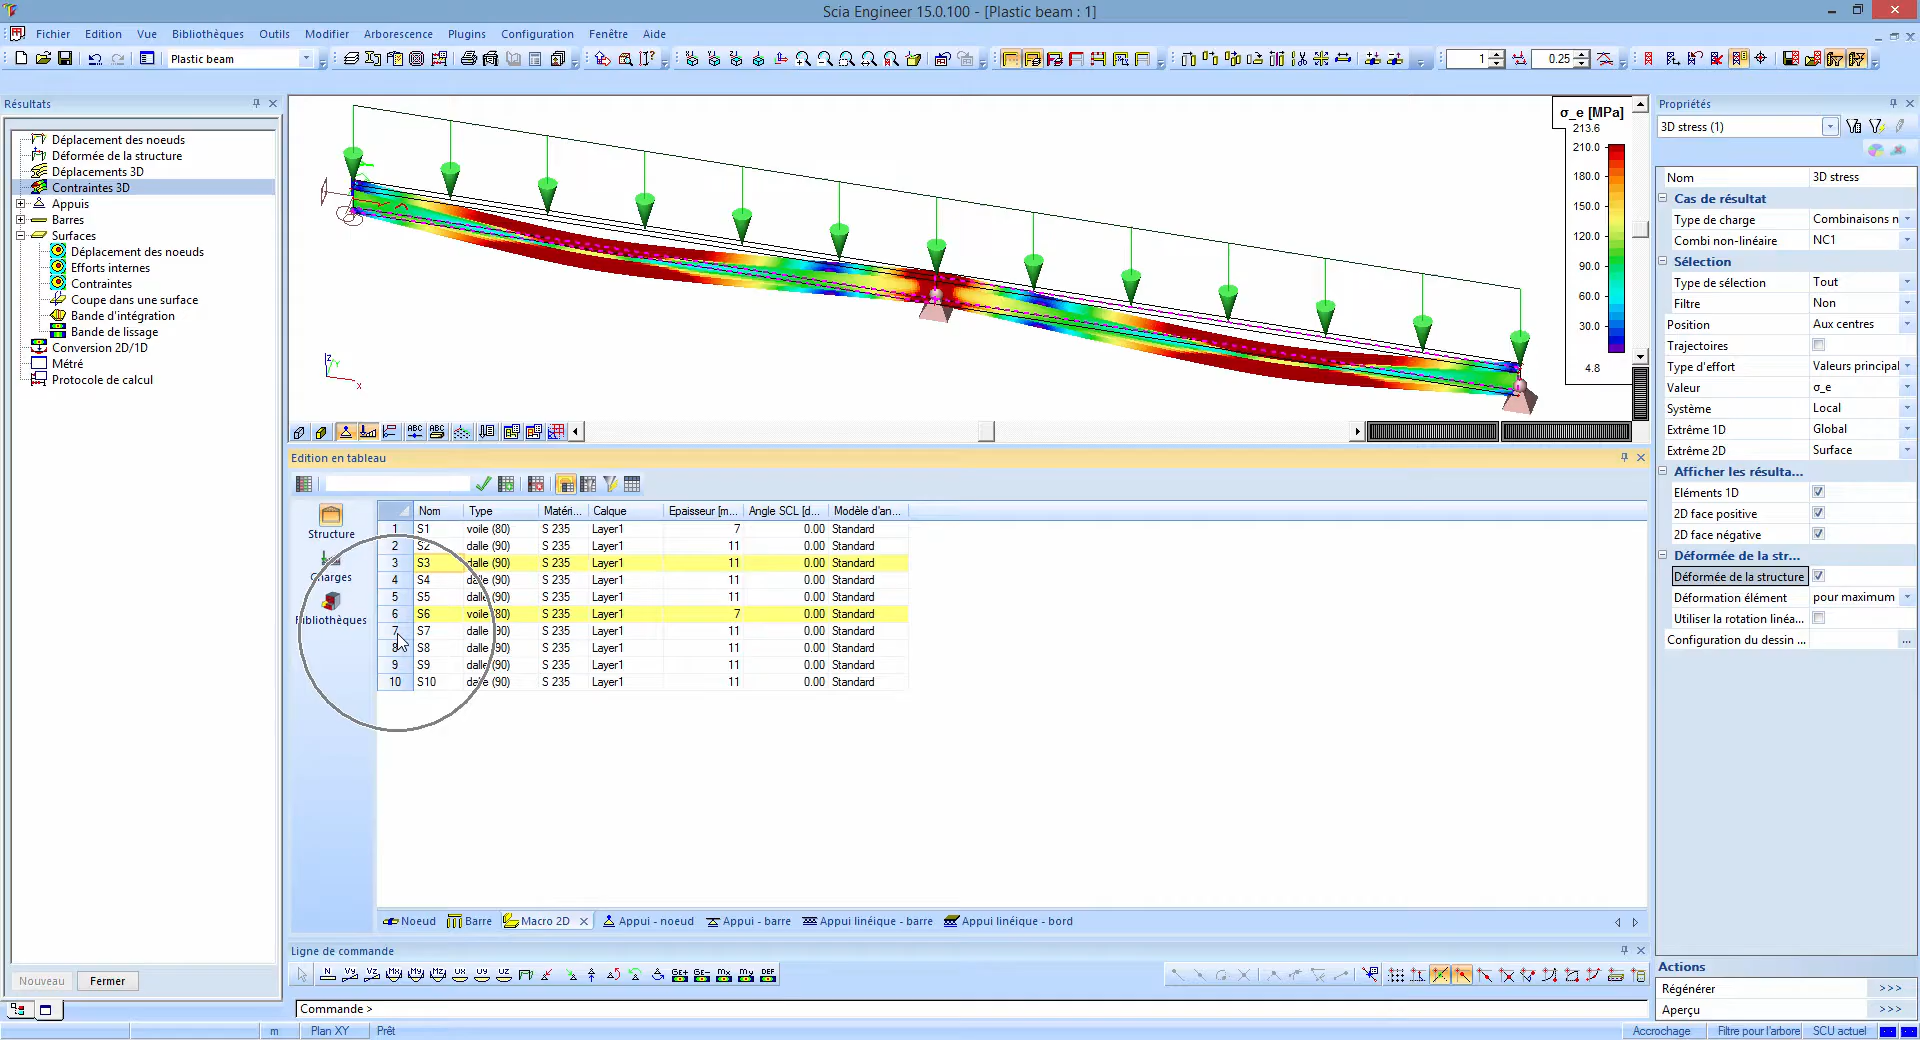 Scia Engineer 15.0.100 - [Plastic beam : 1]
Fichier Edition Vue Bibliothèques Outils Modifier Arborescence Plugins Configuration Fenêtre Aide
Plastic beam 1 0.25
Résultats
Déplacement des noeuds
Déformée de la structure
Déplacements 3D
Contraintes 3D
Appuis
Barres
Surfaces
Déplacement des noeuds
Efforts internes
Contraintes
Coupe dans une surface
Bande d'intégration
Bande de lissage
Conversion 2D/1D
Métré
Protocole de calcul
Nouveau Fermer
σ_e [MPa]
213.6
210.0
180.0
150.0
120.0
90.0
60.0
30.0
4.8
Z Y X
ABC ABC
Edition en tableau
Structure
Charges
Bibliothèques
Nom Type Matéri... Calque Epaisseur [m... Angle SCL [d... Modèle d'an...
1 S1 voile (80) S 235 Layer1 7 0.00 Standard
2 S2 dalle (90) S 235 Layer1 11 0.00 Standard
3 S3 dalle (90) S 235 Layer1 11 0.00 Standard
4 S4 dalle (90) S 235 Layer1 11 0.00 Standard
5 S5 dalle (90) S 235 Layer1 11 0.00 Standard
6 S6 voile (80) S 235 Layer1 7 0.00 Standard
7 S7 dalle (90) S 235 Layer1 11 0.00 Standard
8 S8 dalle (90) S 235 Layer1 11 0.00 Standard
9 S9 dalle (90) S 235 Layer1 11 0.00 Standard
10 S10 dalle (90) S 235 Layer1 11 0.00 Standard
Noeud Barre Macro 2D Appui - noeud Appui - barre Appui linéique - barre Appui linéique - bord
Ligne de commande
N Vy Vz Mx My Mz ux uy uz GE+ GE- mx my DEF
Commande >
m Plan XY Prêt
Propriétés
3D stress (1)
Nom 3D stress
Cas de résultat
Type de charge Combinaisons n
Combi non-linéaire NC1
Sélection
Type de sélection Tout
Filtre Non
Position Aux centres
Trajectoires
Type d'effort Valeurs principal
Valeur σ_e
Système Local
Extrême 1D Global
Extrême 2D Surface
Afficher les résulta...
Eléments 1D
2D face positive
2D face négative
Déformée de la str...
Déformée de la structure
Déformation élément pour maximum
Utiliser la rotation linéa...
Configuration du dessin ... ...
Actions
Régénérer >>>
Aperçu >>>
Accrochage Filtre pour l'arbore SCU actuel